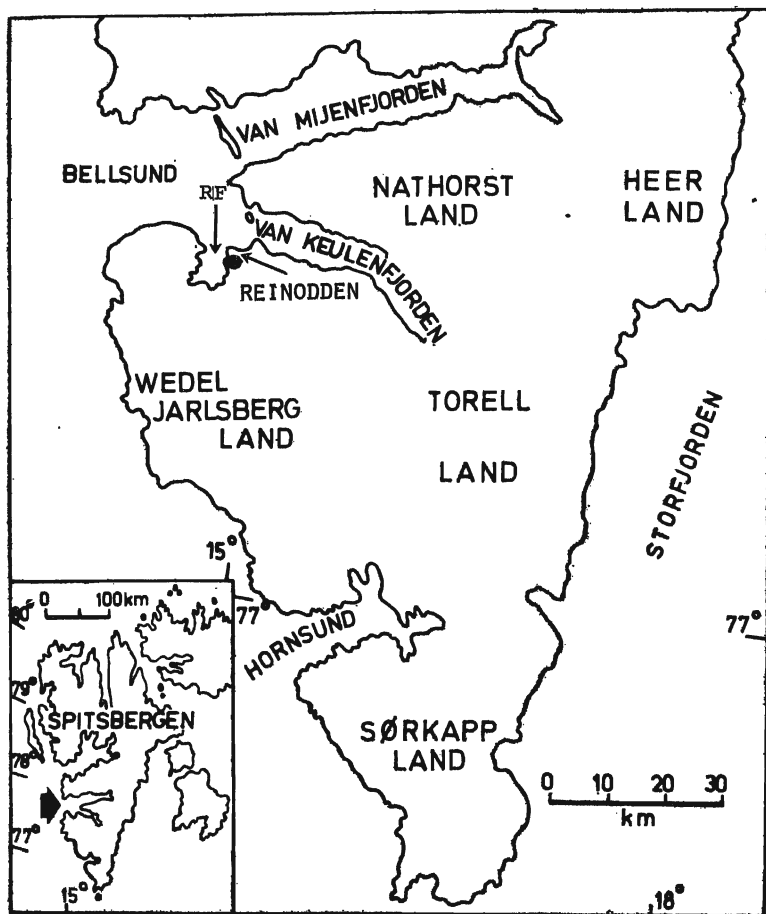 VAN MIJENFJORDEN
BELLSUND
RF
NATHORST
LAND
HEER
LAND
VAN KEULENFJORDEN
REINODDEN
WEDEL
JARLSBERG
LAND
TORELL
LAND
STORFJORDEN
15°
77°
HORNSUND
77°
SØRKAPP
LAND
0 10 20 30
km
18°
0 100km
80°
79°
SPITSBERGEN
78°
77°
15°